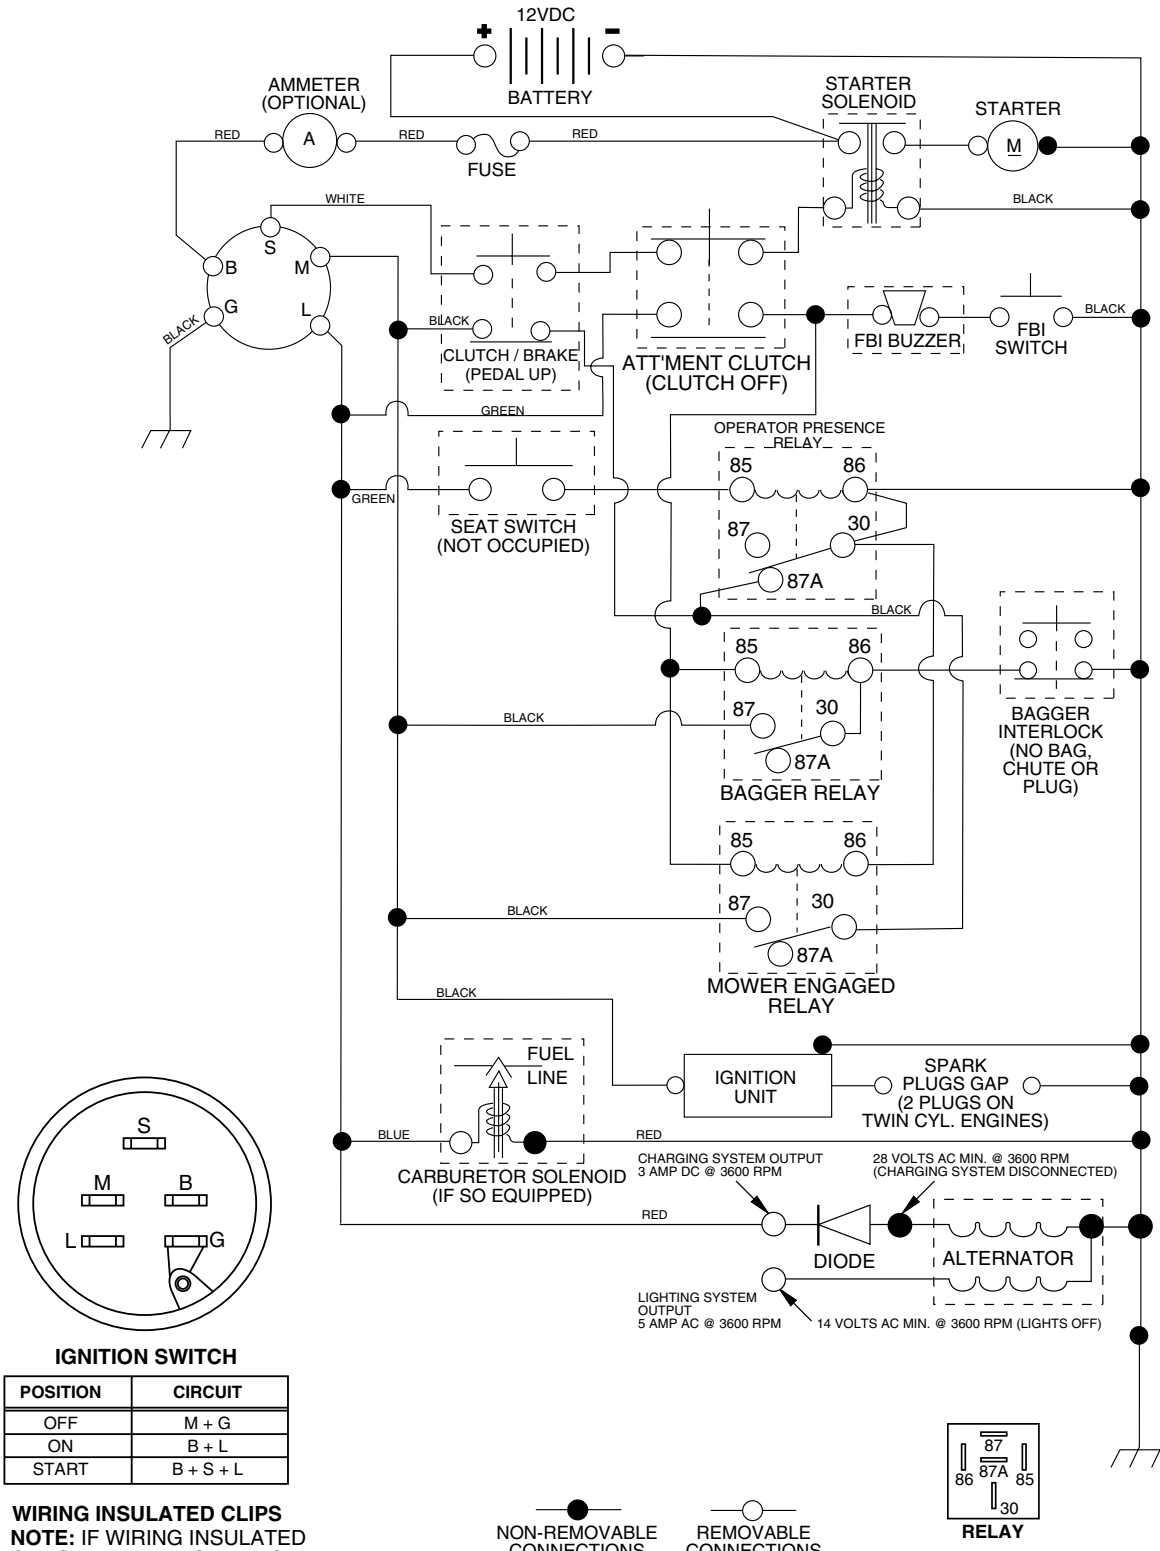 12VDC
+
-
BATTERY
AMMETER
(OPTIONAL)
RED
A
RED
FUSE
RED
STARTER
SOLENOID
STARTER
M
BLACK
WHITE
S
B
M
G
L
BLACK
BLACK
CLUTCH / BRAKE
(PEDAL UP)
ATT'MENT CLUTCH
(CLUTCH OFF)
FBI BUZZER
FBI
SWITCH
BLACK
GREEN
GREEN
SEAT SWITCH
(NOT OCCUPIED)
OPERATOR PRESENCE
RELAY
85
86
87
30
87A
BLACK
85
86
87
30
87A
BLACK
BAGGER RELAY
BAGGER
INTERLOCK
(NO BAG,
CHUTE OR
PLUG)
85
86
87
30
87A
BLACK
MOWER ENGAGED
RELAY
BLACK
FUEL
LINE
IGNITION
UNIT
SPARK
PLUGS GAP
(2 PLUGS ON
TWIN CYL. ENGINES)
BLUE
RED
CARBURETOR SOLENOID
(IF SO EQUIPPED)
CHARGING SYSTEM OUTPUT
3 AMP DC @ 3600 RPM
28 VOLTS AC MIN. @ 3600 RPM
(CHARGING SYSTEM DISCONNECTED)
RED
DIODE
ALTERNATOR
LIGHTING SYSTEM
OUTPUT
5 AMP AC @ 3600 RPM
14 VOLTS AC MIN. @ 3600 RPM (LIGHTS OFF)
S
M
B
L
G
IGNITION SWITCH
POSITION CIRCUIT
OFF M + G
ON B + L
START B + S + L
WIRING INSULATED CLIPS
NOTE: IF WIRING INSULATED
NON-REMOVABLE
CONNECTIONS
REMOVABLE
CONNECTIONS
87
86
87A
85
30
RELAY